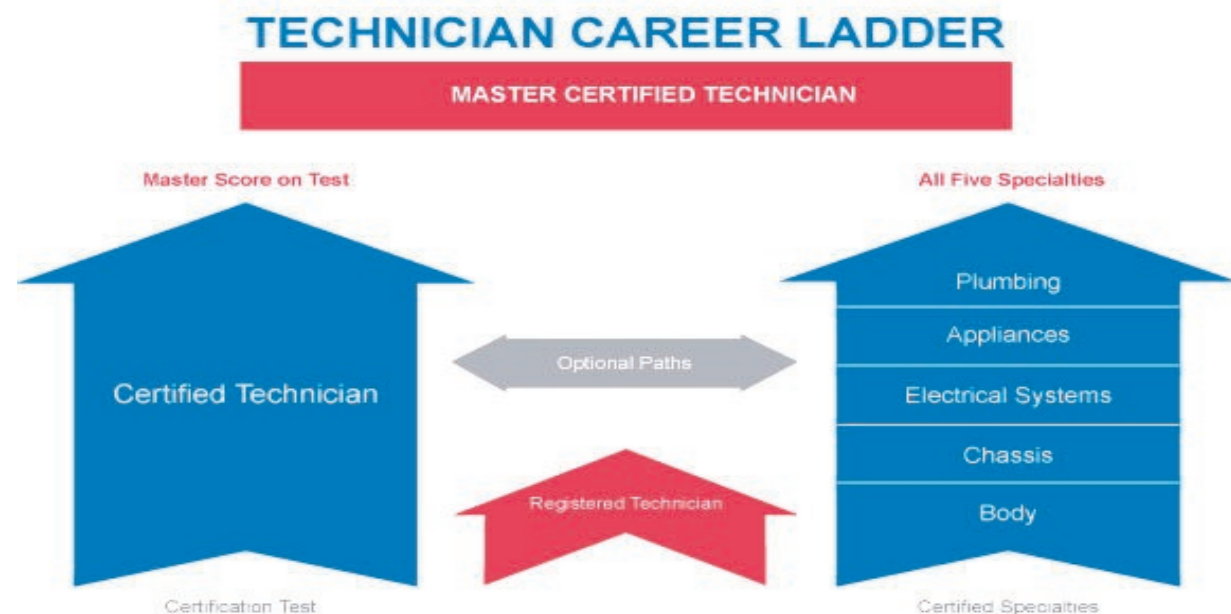 TECHNICIAN CAREER LADDER
MASTER CERTIFIED TECHNICIAN
Master Score on Test
All Five Specialties
Plumbing
Appliances
Optional Paths
Certified Technician
Electrical Systems
Chassis
Registered Technician
Body
Certification Test
Certified Specialties